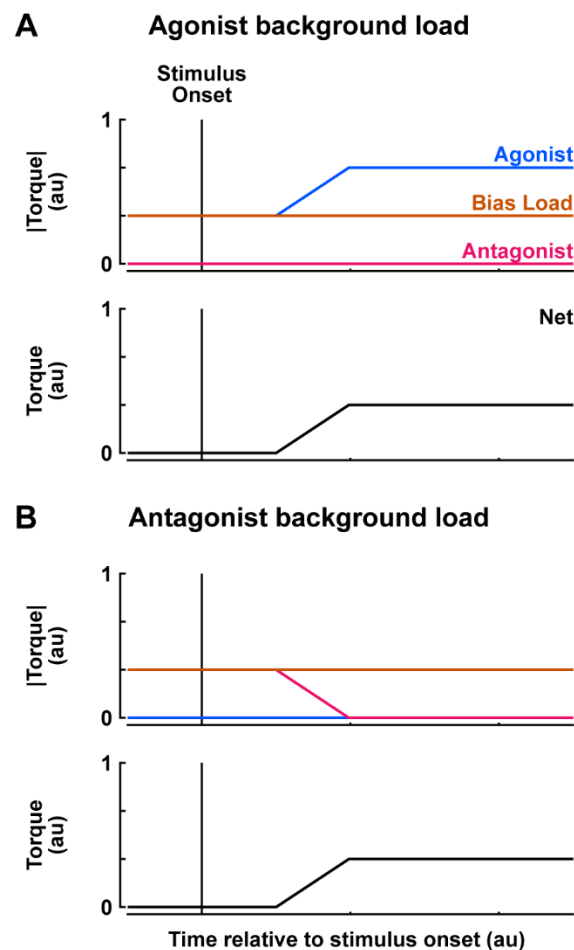 A Agonist background load
Stimulus
Onset
1
|Torque|
(au)
0
Agonist
Bias Load
Antagonist
1
Torque
(au)
0
Net
B Antagonist background load
1
|Torque|
(au)
0
1
Torque
(au)
0
Time relative to stimulus onset (au)